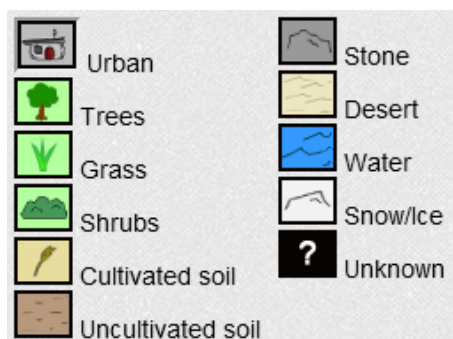 Urban
Trees
Grass
Shrubs
Cultivated soil
Uncultivated soil
Stone
Desert
Water
Snow/Ice
?
Unknown